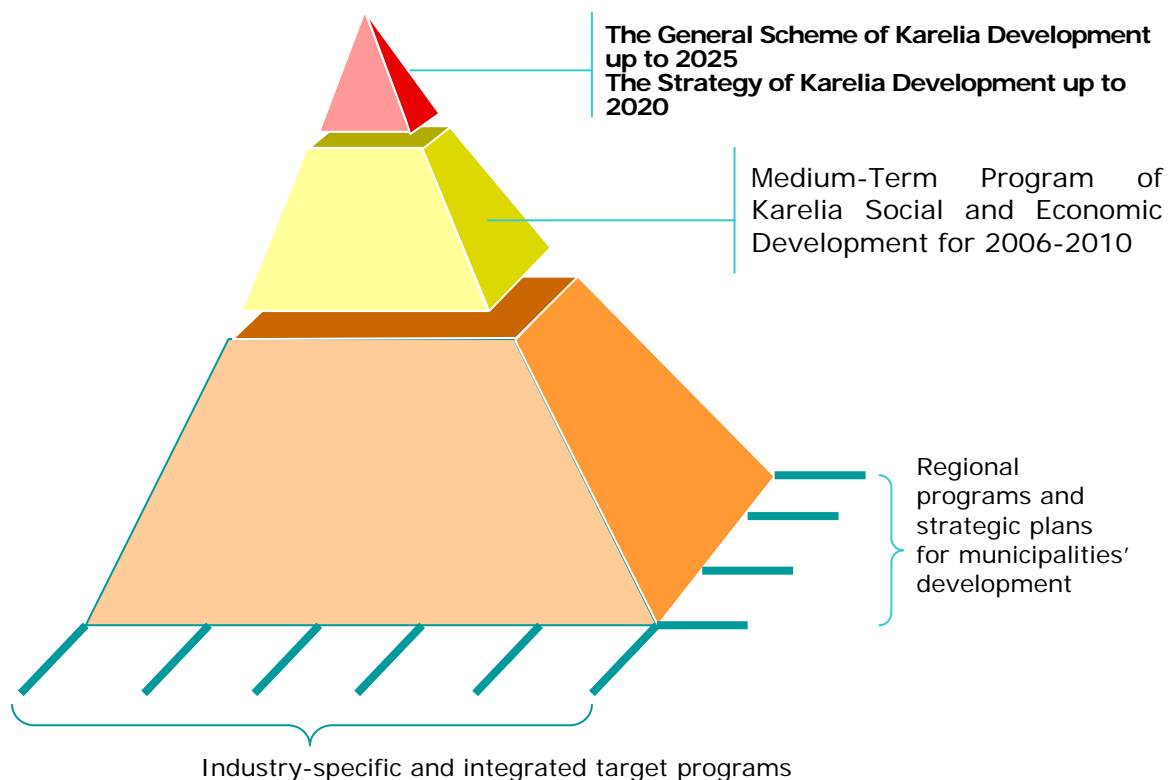 The General Scheme of Karelia Development
up to 2025
The Strategy of Karelia Development up to
2020
Medium-Term Program of
Karelia Social and Economic
Development for 2006-2010
Regional
programs and
strategic plans
for municipalities’
development
Industry-specific and integrated target programs